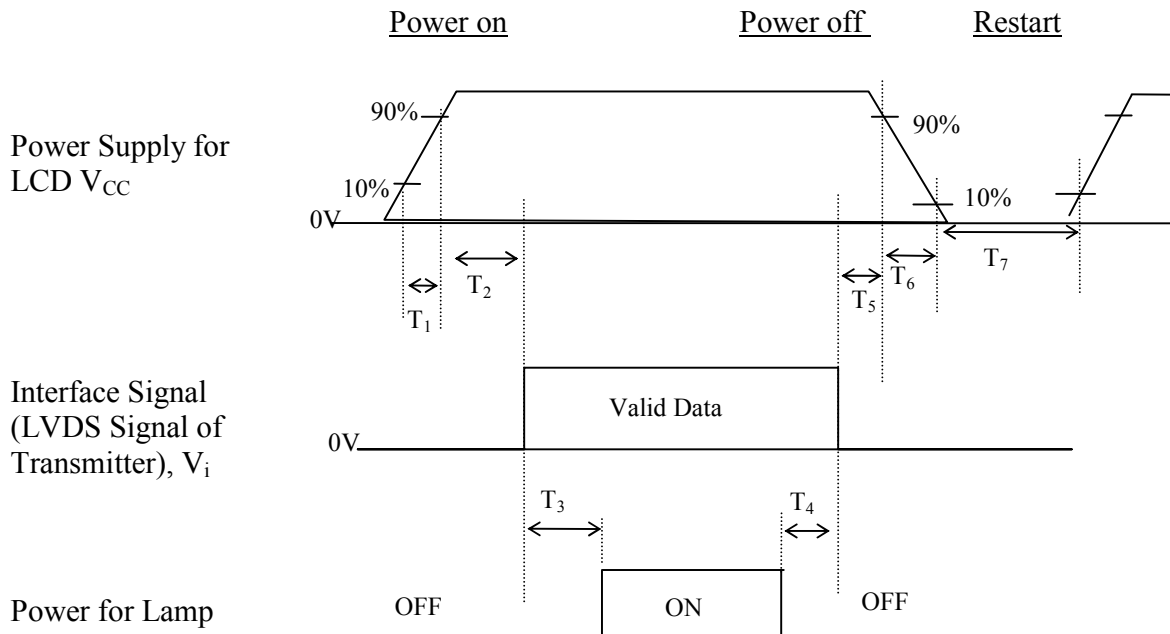 Power on
Power off
Restart
Power Supply for
LCD VCC
90%
10%
0V
90%
10%
T1
T2
T5
T6
T7
Interface Signal
(LVDS Signal of
Transmitter), Vi
0V
Valid Data
T3
T4
Power for Lamp
OFF
ON
OFF